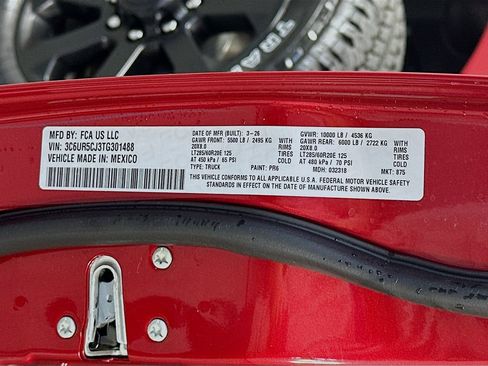 TRA
MFD BY: FCA US LLC
VIN: 3C6UR5CJ3TG301488
VEHICLE MADE IN: MEXICO
DATE OF MFR (BUILT): 3-26
GAWR FRONT: 5500 LB / 2495 KG
20X8.0 RIMS
LT285/60R20E 125 TIRES
AT 450 kPa / 65 PSI COLD
TYPE: TRUCK PAINT: PR6
GVWR: 10000 LB / 4536 KG
GAWR REAR: 6000 LB / 2722 KG
20X8.0 RIMS
LT285/60R20E 125 TIRES
AT 480 kPa / 70 PSI COLD
MDH: 032318 MKT: 875
THIS VEHICLE CONFORMS TO ALL APPLICABLE U.S.A. FEDERAL MOTOR VEHICLE SAFETY
STANDARDS IN EFFECT ON THE DATE OF MANUFACTURE SHOWN ABOVE.